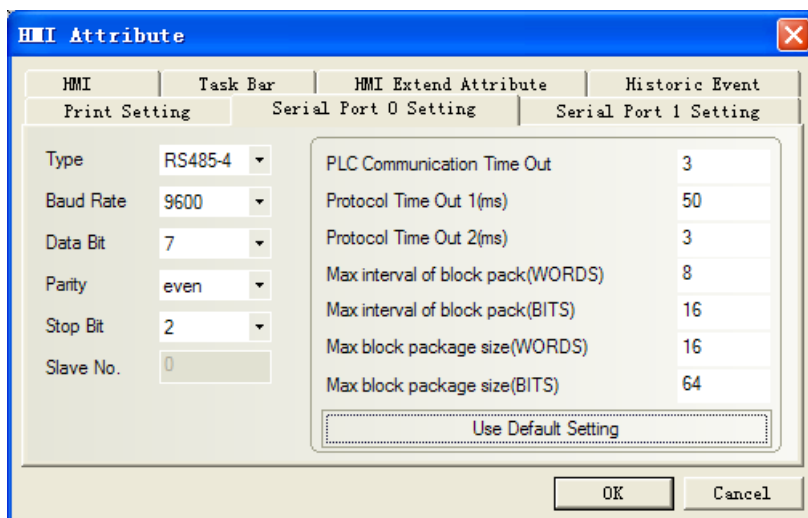 HMI Attribute
HMI Task Bar HMI Extend Attribute Historic Event
Print Setting Serial Port 0 Setting Serial Port 1 Setting
Type RS485-4
Baud Rate 9600
Data Bit 7
Parity even
Stop Bit 2
Slave No. 0
PLC Communication Time Out 3
Protocol Time Out 1(ms) 50
Protocol Time Out 2(ms) 3
Max interval of block pack(WORDS) 8
Max interval of block pack(BITS) 16
Max block package size(WORDS) 16
Max block package size(BITS) 64
Use Default Setting
OK Cancel